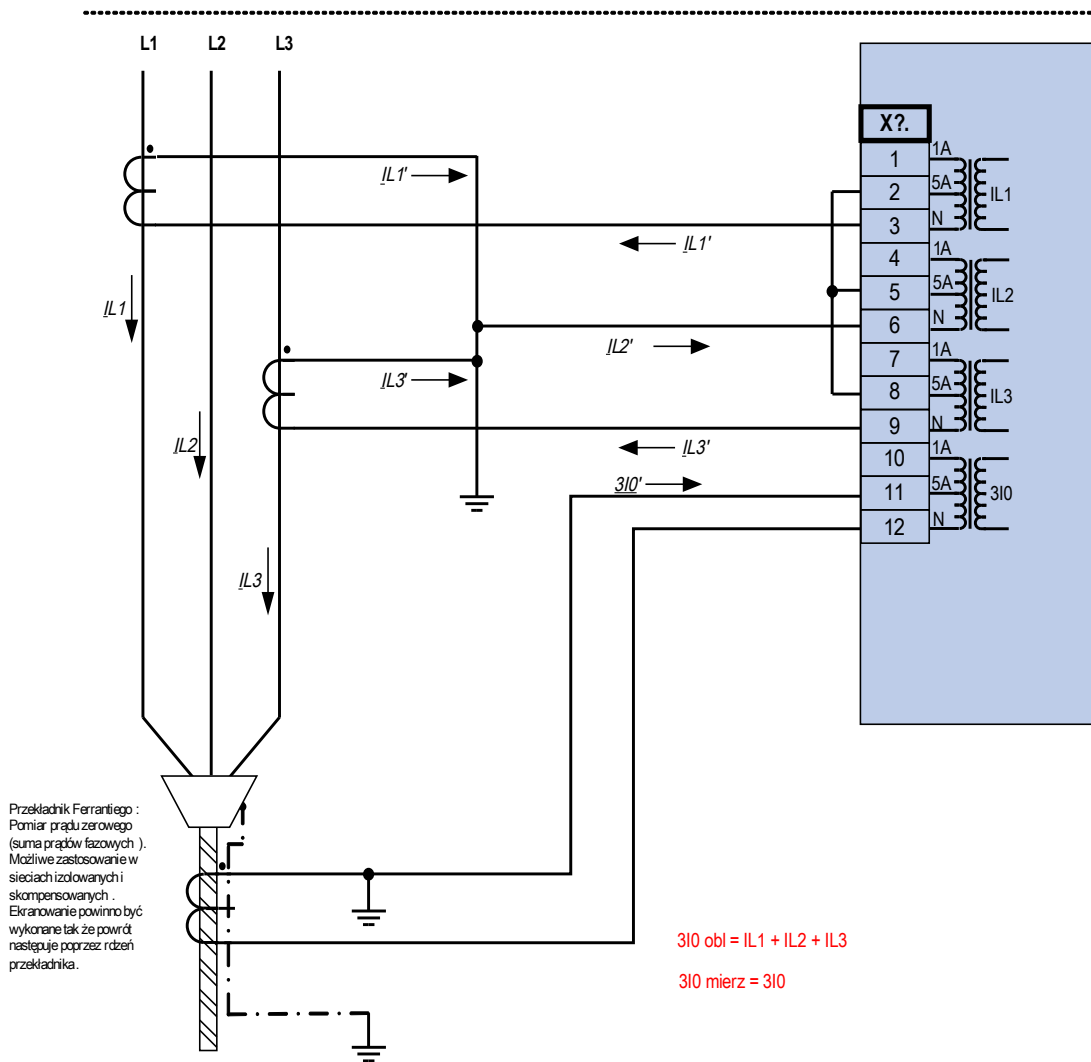 L1 L2 L3
X?.
1 1A
2 5A IL1
3 N
4 1A
5 5A IL2
6 N
7 1A
8 5A IL3
9 N
10 1A
11 5A 3I0
12 N
IL1'
IL1'
IL1
IL2'
IL3'
IL2
IL3'
3I0'
IL3
Przekładnik Ferrantiego :
Pomiar prądu zerowego
(suma prądów fazowych ).
Możliwe zastosowanie w
sieciach izolowanych i
skompensowanych .
Ekranowanie powinno być
wykonane tak że powrót
następuje poprzez rdzeń
przekładnika.
3I0 obl = IL1 + IL2 + IL3
3I0 mierz = 3I0